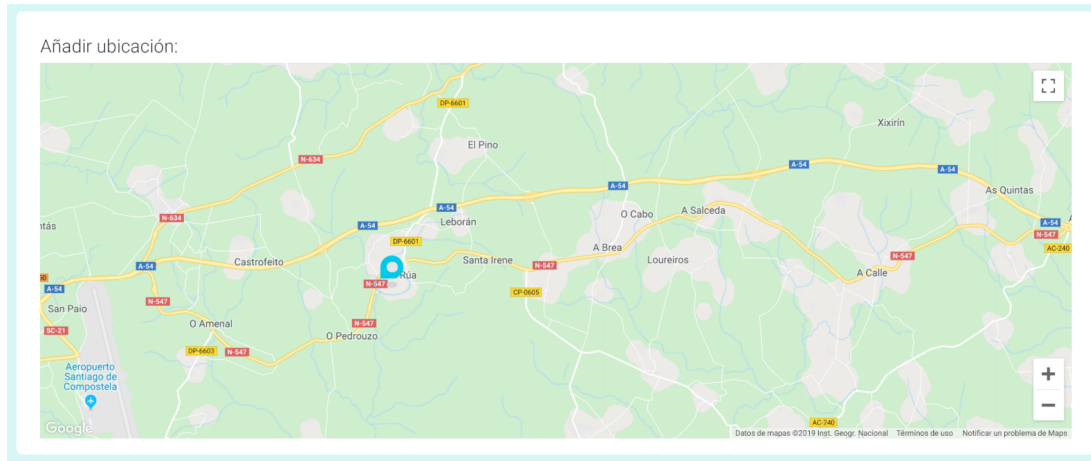 Añadir ubicación:
DP-6601
Xixirín
El Pino
N-634
A-54
A-54
A-54
As Quintas
N-634
O Cabo
A Salceda
A-54
Leborán
A-54
A-54
N-547
DP-6601
A Brea
AC-240
Castrofeito
Santa Irene
Loureiros
N-547
A-54
N-547
Rúa
A Calle
A-54
N-547
CP-0605
N-547
San Paio
O Amenal
N-547
SC-21
O Pedrouzo
DP-6603
N-547
Aeropuerto
Santiago de
Compostela
AC-240
Google
Datos de mapas ©2019 Inst. Geogr. Nacional Términos de uso Notificar un problema de Maps